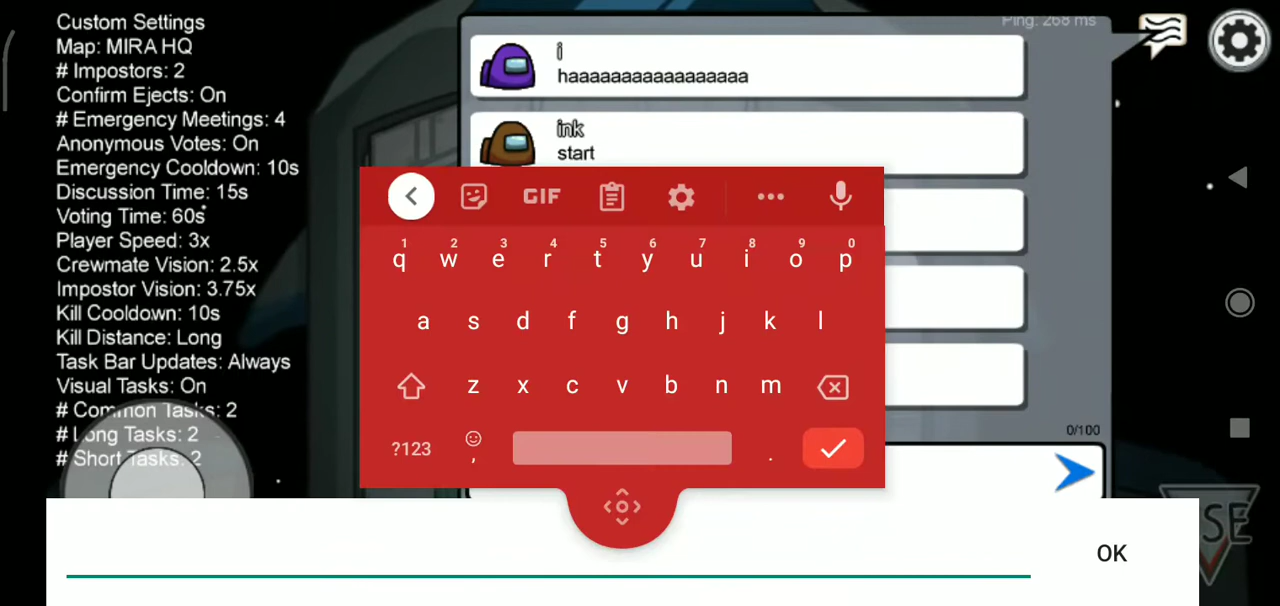 Custom Settings
Map: MIRA HQ
# Impostors: 2
Confirm Ejects: On
# Emergency Meetings: 4
Anonymous Votes: On
Emergency Cooldown: 10s
Discussion Time: 15s
Voting Time: 60s
Player Speed: 3x
Crewmate Vision: 2.5x
Impostor Vision: 3.75x
Kill Cooldown: 10s
Kill Distance: Long
Task Bar Updates: Always
Visual Tasks: On
# Common Tasks: 2
# Long Tasks: 2
# Short Tasks: 2
Ping: 268 ms
i
haaaaaaaaaaaaaaaaa
ink
start
GIF
1 2 3 4 5 6 7 8 9 0
q w e r t y u i o p
a s d f g h j k l
z x c v b n m
?123 , .
0/100
SE
OK